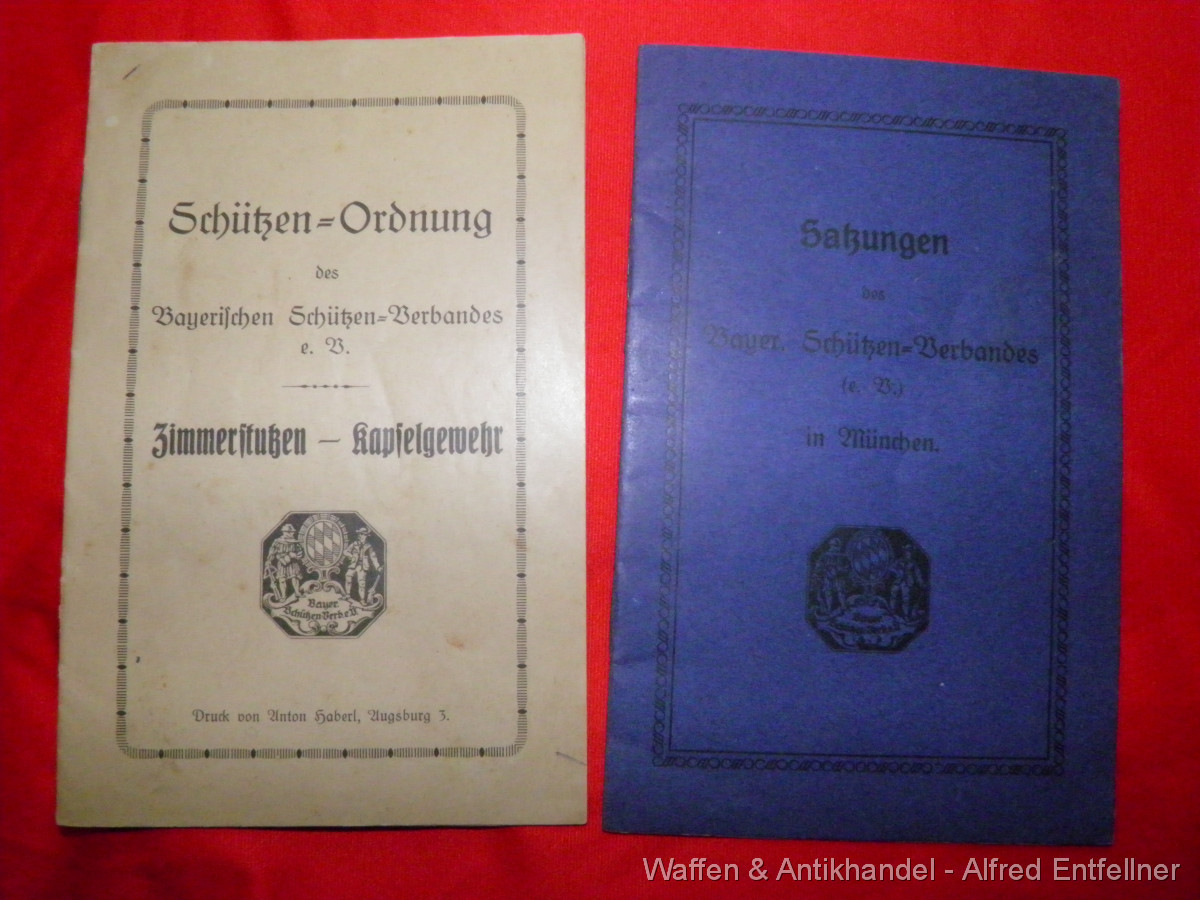 Schützen-Ordnung
des
Bayerischen Schützen-Verbandes
e. V.
Zimmerstutzen — Kapselgewehr
Bayer.
Schützen-Verb. e.V.
Druck von Anton Haberl, Augsburg 3.
Satzungen
des
Bayer. Schützen-Verbandes
(e. V.)
in München.
Waffen & Antikhandel - Alfred Entfellner